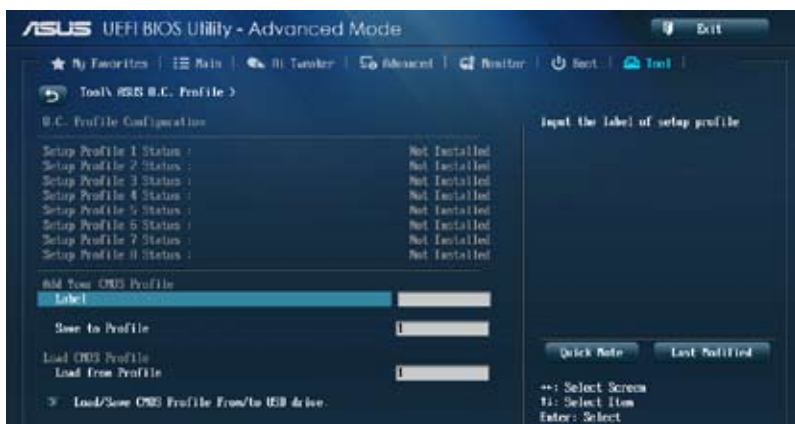 ASUS UEFI BIOS Utility - Advanced Mode
Exit
My Favorites | Main | Ai Tweaker | Advanced | Monitor | Boot | Tool
Tool\ ASUS O.C. Profile >
O.C. Profile Configuration
Input the label of setup profile
Setup Profile 1 Status : Not Installed
Setup Profile 2 Status : Not Installed
Setup Profile 3 Status : Not Installed
Setup Profile 4 Status : Not Installed
Setup Profile 5 Status : Not Installed
Setup Profile 6 Status : Not Installed
Setup Profile 7 Status : Not Installed
Setup Profile 8 Status : Not Installed
Add Your CMOS Profile
Label
Save to Profile 1
Load CMOS Profile
Load from Profile 1
> Load/Save CMOS Profile from/to USB drive.
Quick Note Last Modified
→←: Select Screen
↑↓: Select Item
Enter: Select